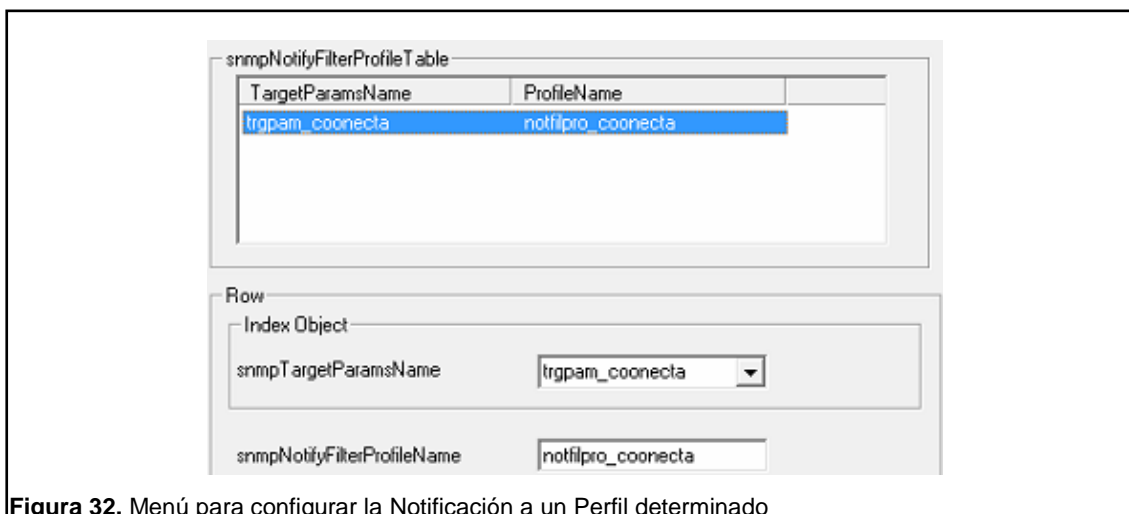 snmpNotifyFilterProfileTable
TargetParamsName ProfileName
trgpam_coonecta notfilpro_coonecta
Row
Index Object
snmpTargetParamsName trgpam_coonecta
snmpNotifyFilterProfileName notfilpro_coonecta
Figura 32. Menú para configurar la Notificación a un Perfil determinado